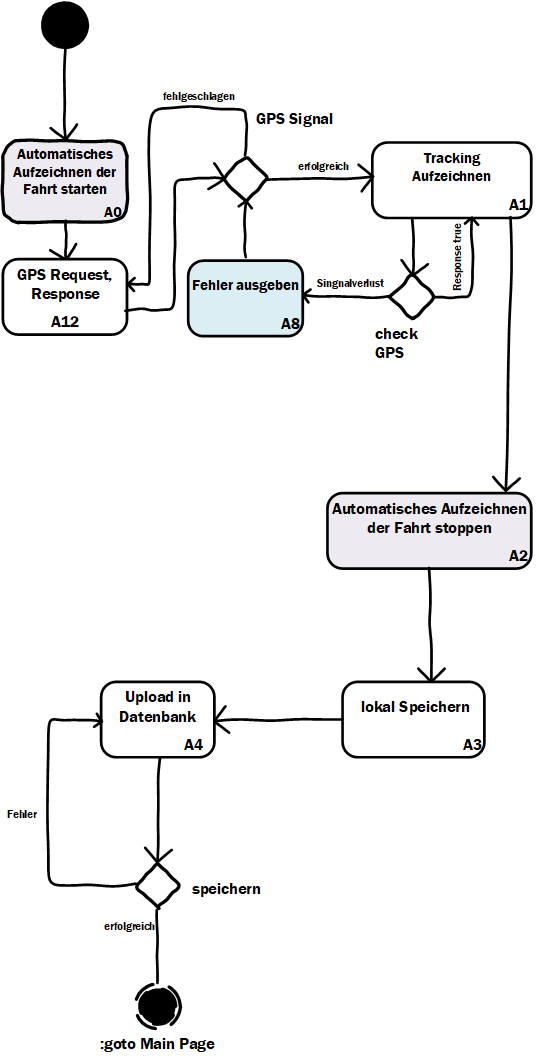 fehlgeschlagen
GPS Signal
Automatisches
Aufzeichnen der
Fahrt starten
A0
erfolgreich
Tracking
Aufzeichnen
A1
GPS Request,
Response
A12
Fehler ausgeben
A8
Singnalverlust
Response true
check
GPS
Automatisches Aufzeichnen
der Fahrt stoppen
A2
Upload in
Datenbank
A4
lokal Speichern
A3
Fehler
speichern
erfolgreich
:goto Main Page